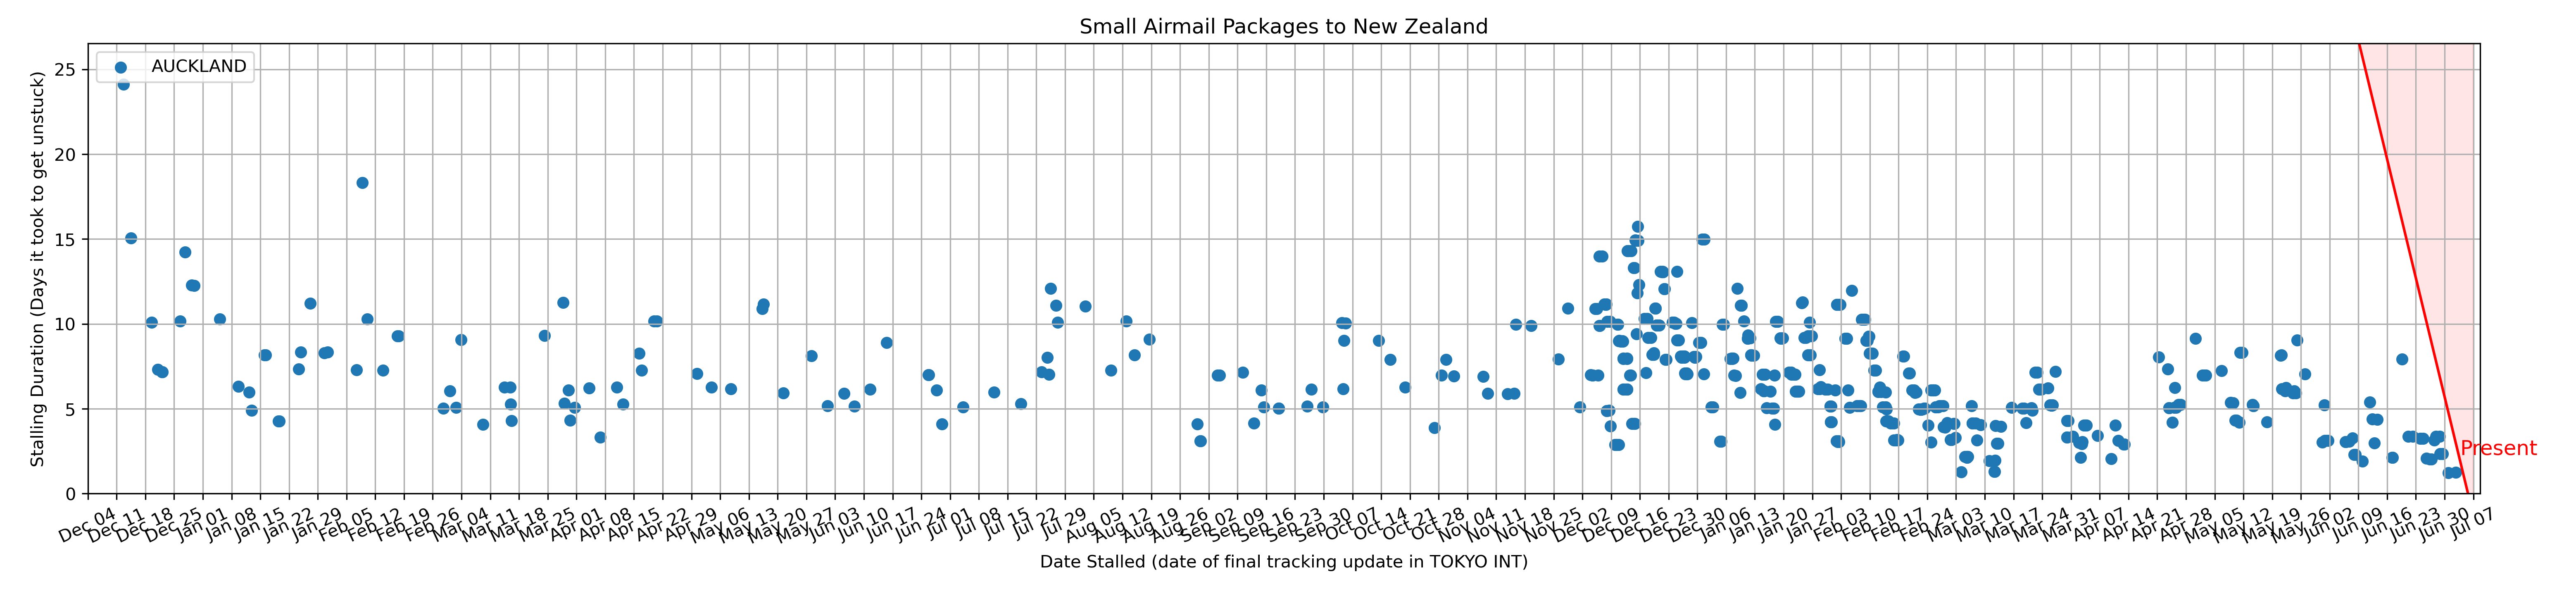 Small Airmail Packages to New Zealand
AUCKLAND
Stalling Duration (Days it took to get unstuck)
25
20
15
10
5
0
Present
Dec 04
Dec 11
Dec 18
Dec 25
Jan 01
Jan 08
Jan 15
Jan 22
Jan 29
Feb 05
Feb 12
Feb 19
Feb 26
Mar 04
Mar 11
Mar 18
Mar 25
Apr 01
Apr 08
Apr 15
Apr 22
Apr 29
May 06
May 13
May 20
May 27
Jun 03
Jun 10
Jun 17
Jun 24
Jul 01
Jul 08
Jul 15
Jul 22
Jul 29
Aug 05
Aug 12
Aug 19
Aug 26
Sep 02
Sep 09
Sep 16
Sep 23
Sep 30
Oct 07
Oct 14
Oct 21
Oct 28
Nov 04
Nov 11
Nov 18
Nov 25
Dec 02
Dec 09
Dec 16
Dec 23
Dec 30
Jan 06
Jan 13
Jan 20
Jan 27
Feb 03
Feb 10
Feb 17
Feb 24
Mar 03
Mar 10
Mar 17
Mar 24
Mar 31
Apr 07
Apr 14
Apr 21
Apr 28
May 05
May 12
May 19
May 26
Jun 02
Jun 09
Jun 16
Jun 23
Jun 30
Jul 07
Date Stalled (date of final tracking update in TOKYO INT)